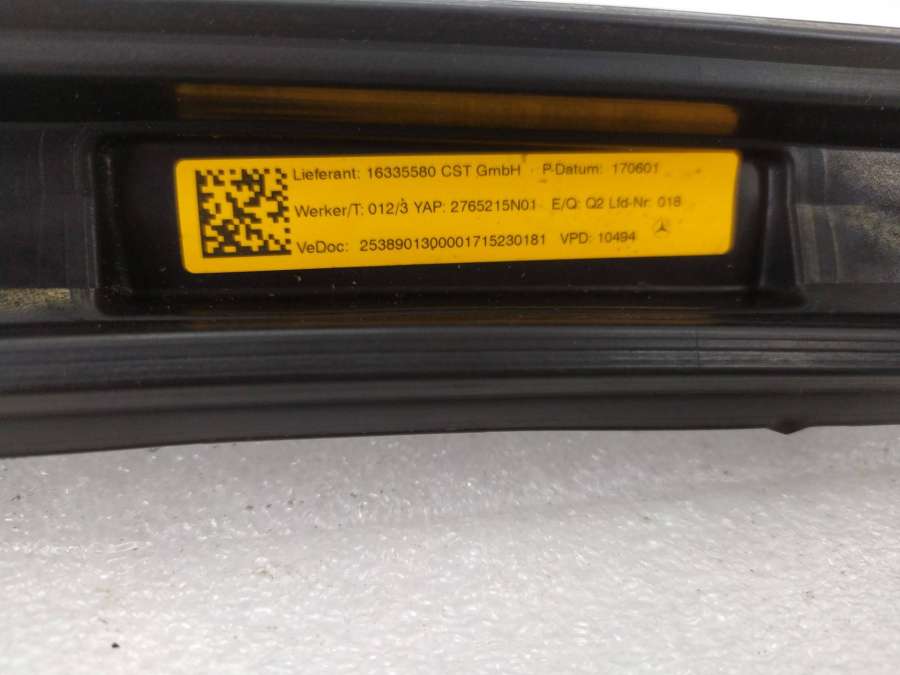 Lieferant: 16335580 CST GmbH P-Datum: 170601
Werker/T: 012/3 YAP: 2765215N01 E/Q: Q2 Lfd-Nr: 018
VeDoc: 2538901300001715230181 VPD: 10494